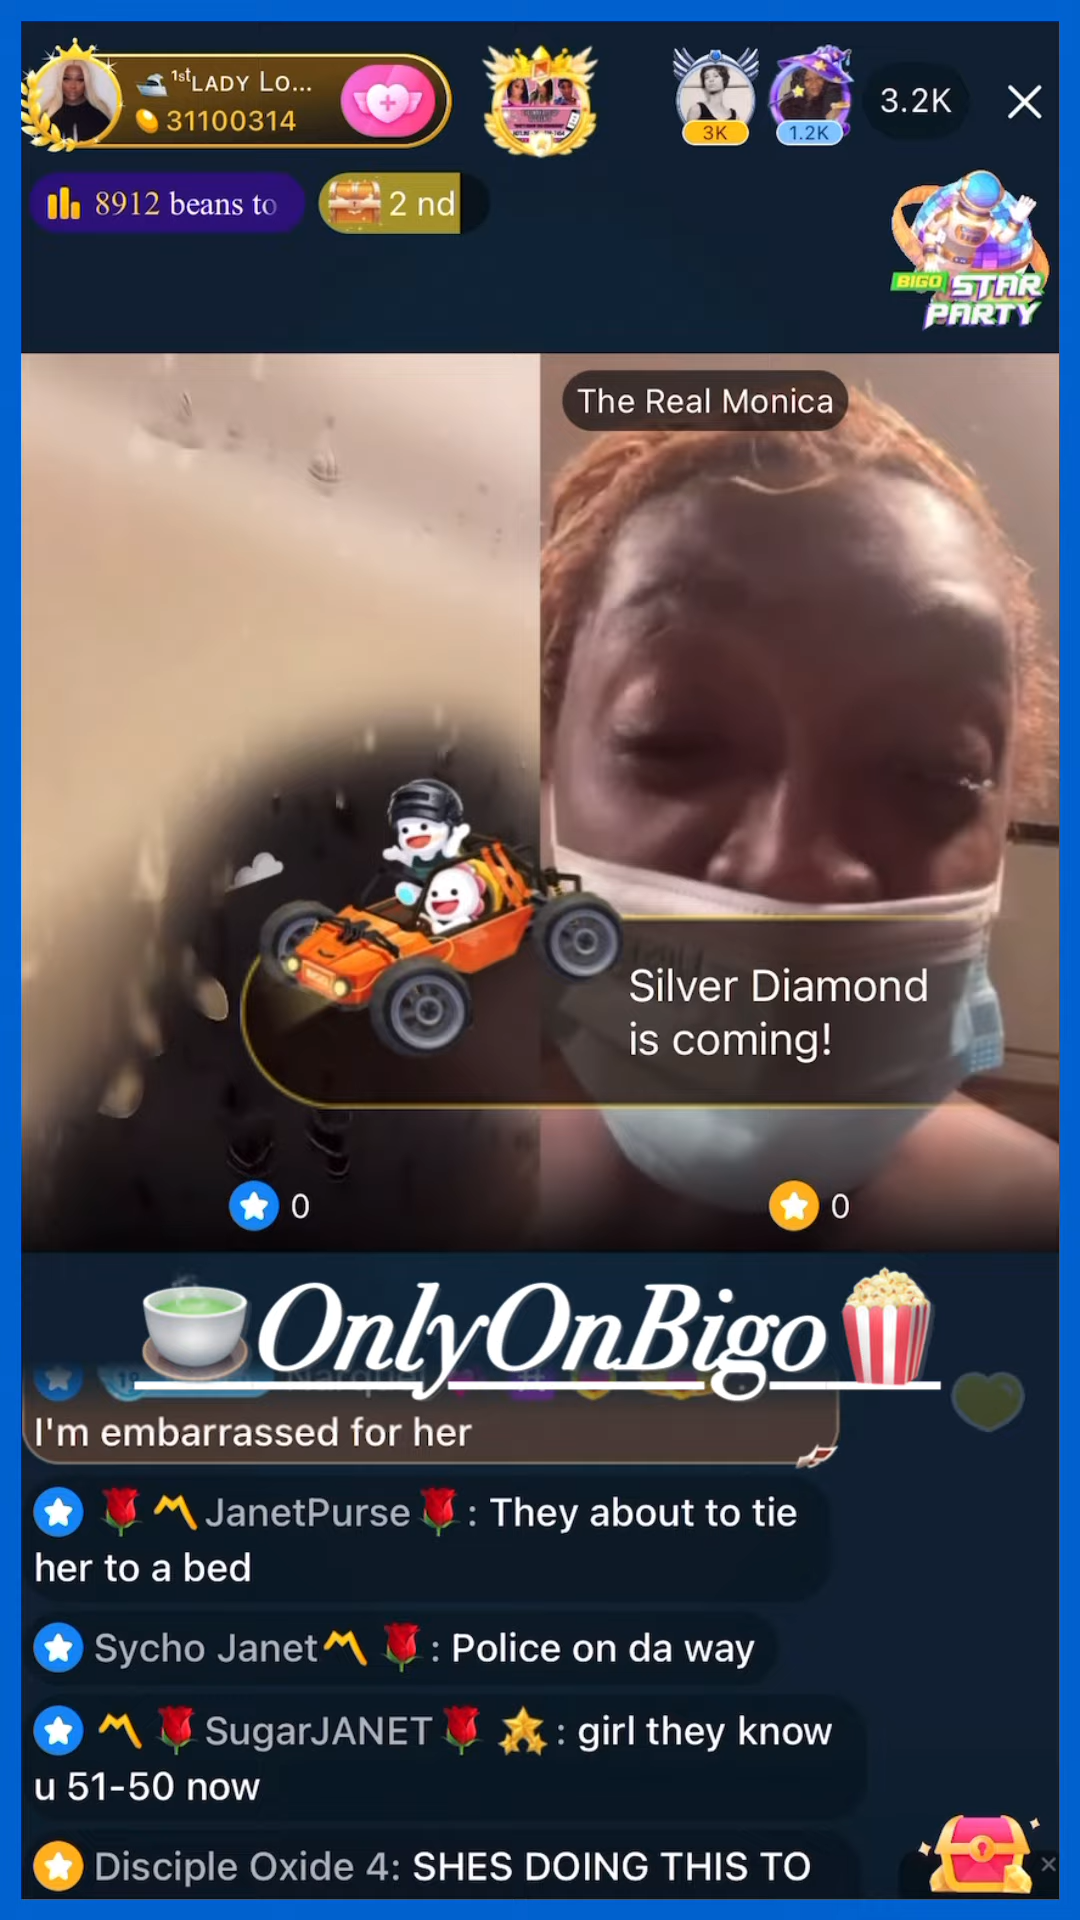 1stLADY LO...
31100314
3K
1.2K
3.2K
8912 beans to
2 nd
BIGO STAR
PARTY
The Real Monica
Silver Diamond
is coming!
0
0
OnlyOnBigo
I'm embarrassed for her
JanetPurse : They about to tie
her to a bed
Sycho Janet : Police on da way
SugarJANET : girl they know
u 51-50 now
Disciple Oxide 4: SHES DOING THIS TO